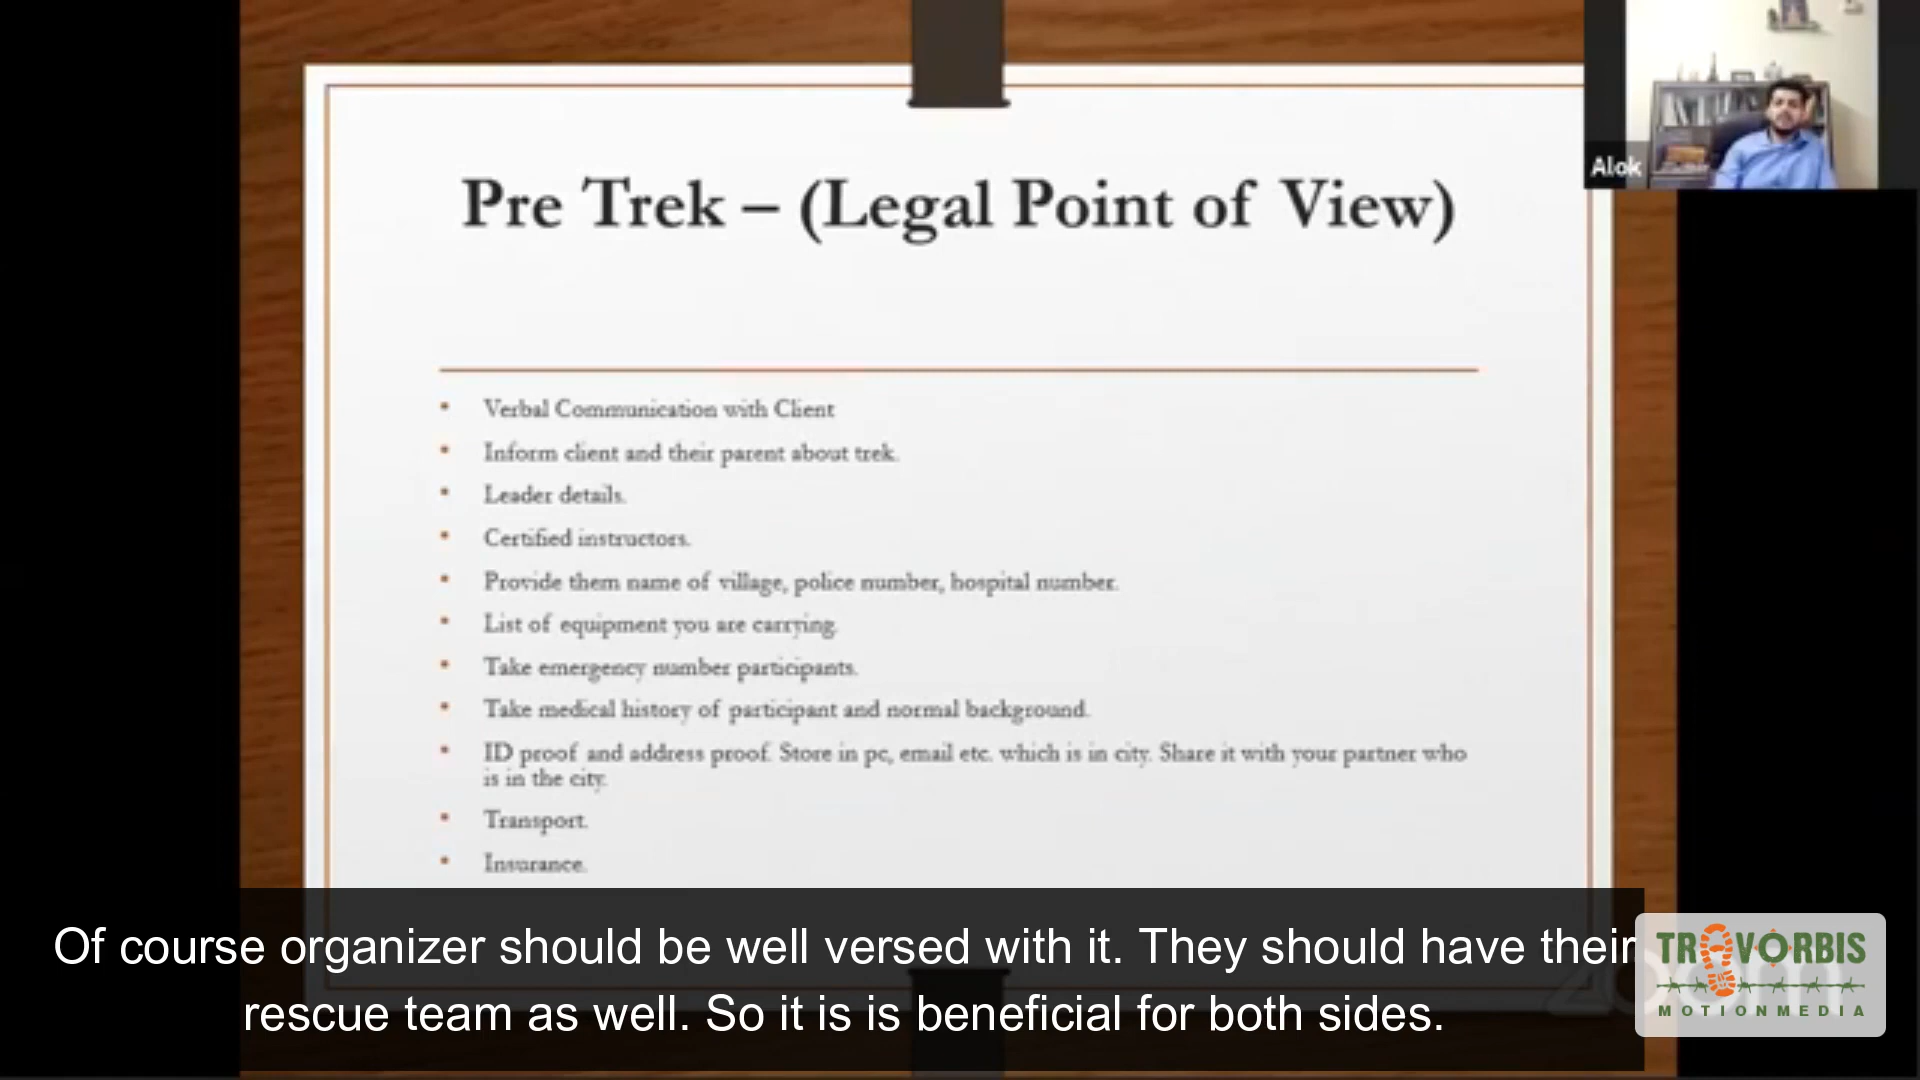 Alok
Pre Trek – (Legal Point of View)
• Verbal Communication with Client
• Inform client and their parent about trek.
• Leader details.
• Certified instructors.
• Provide them name of village, police number, hospital number.
• List of equipment you are carrying.
• Take emergency number participants.
• Take medical history of participant and normal background.
• ID proof and address proof. Store in pc, email etc. which is in city. Share it with your partner who
is in the city.
• Transport.
• Insurance.
Of course organizer should be well versed with it. They should have their
rescue team as well. So it is is beneficial for both sides.
TRAVORBIS
MOTIONMEDIA